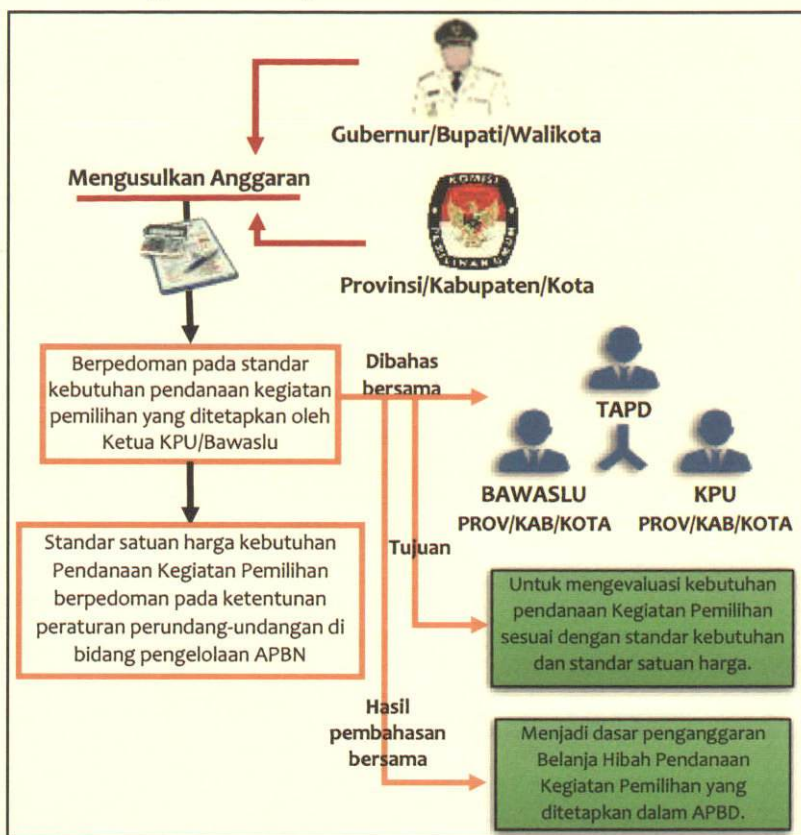 Gubernur/Bupati/Walikota
Mengusulkan Anggaran
KOMISI
PEMILIHAN UMUM
Provinsi/Kabupaten/Kota
Berpedoman pada standar
kebutuhan pendanaan kegiatan
pemilihan yang ditetapkan oleh
Ketua KPU/Bawaslu
Dibahas
bersama
TAPD
BAWASLU
PROV/KAB/KOTA
KPU
PROV/KAB/KOTA
Standar satuan harga kebutuhan
Pendanaan Kegiatan Pemilihan
berpedoman pada ketentunan
peraturan perundang-undangan di
bidang pengelolaan APBN
Tujuan
Untuk mengevaluasi kebutuhan
pendanaan Kegiatan Pemilihan
sesuai dengan standar kebutuhan
dan standar satuan harga.
Hasil
pembahasan
bersama
Menjadi dasar penganggaran
Belanja Hibah Pendanaan
Kegiatan Pemilihan yang
ditetapkan dalam APBD.